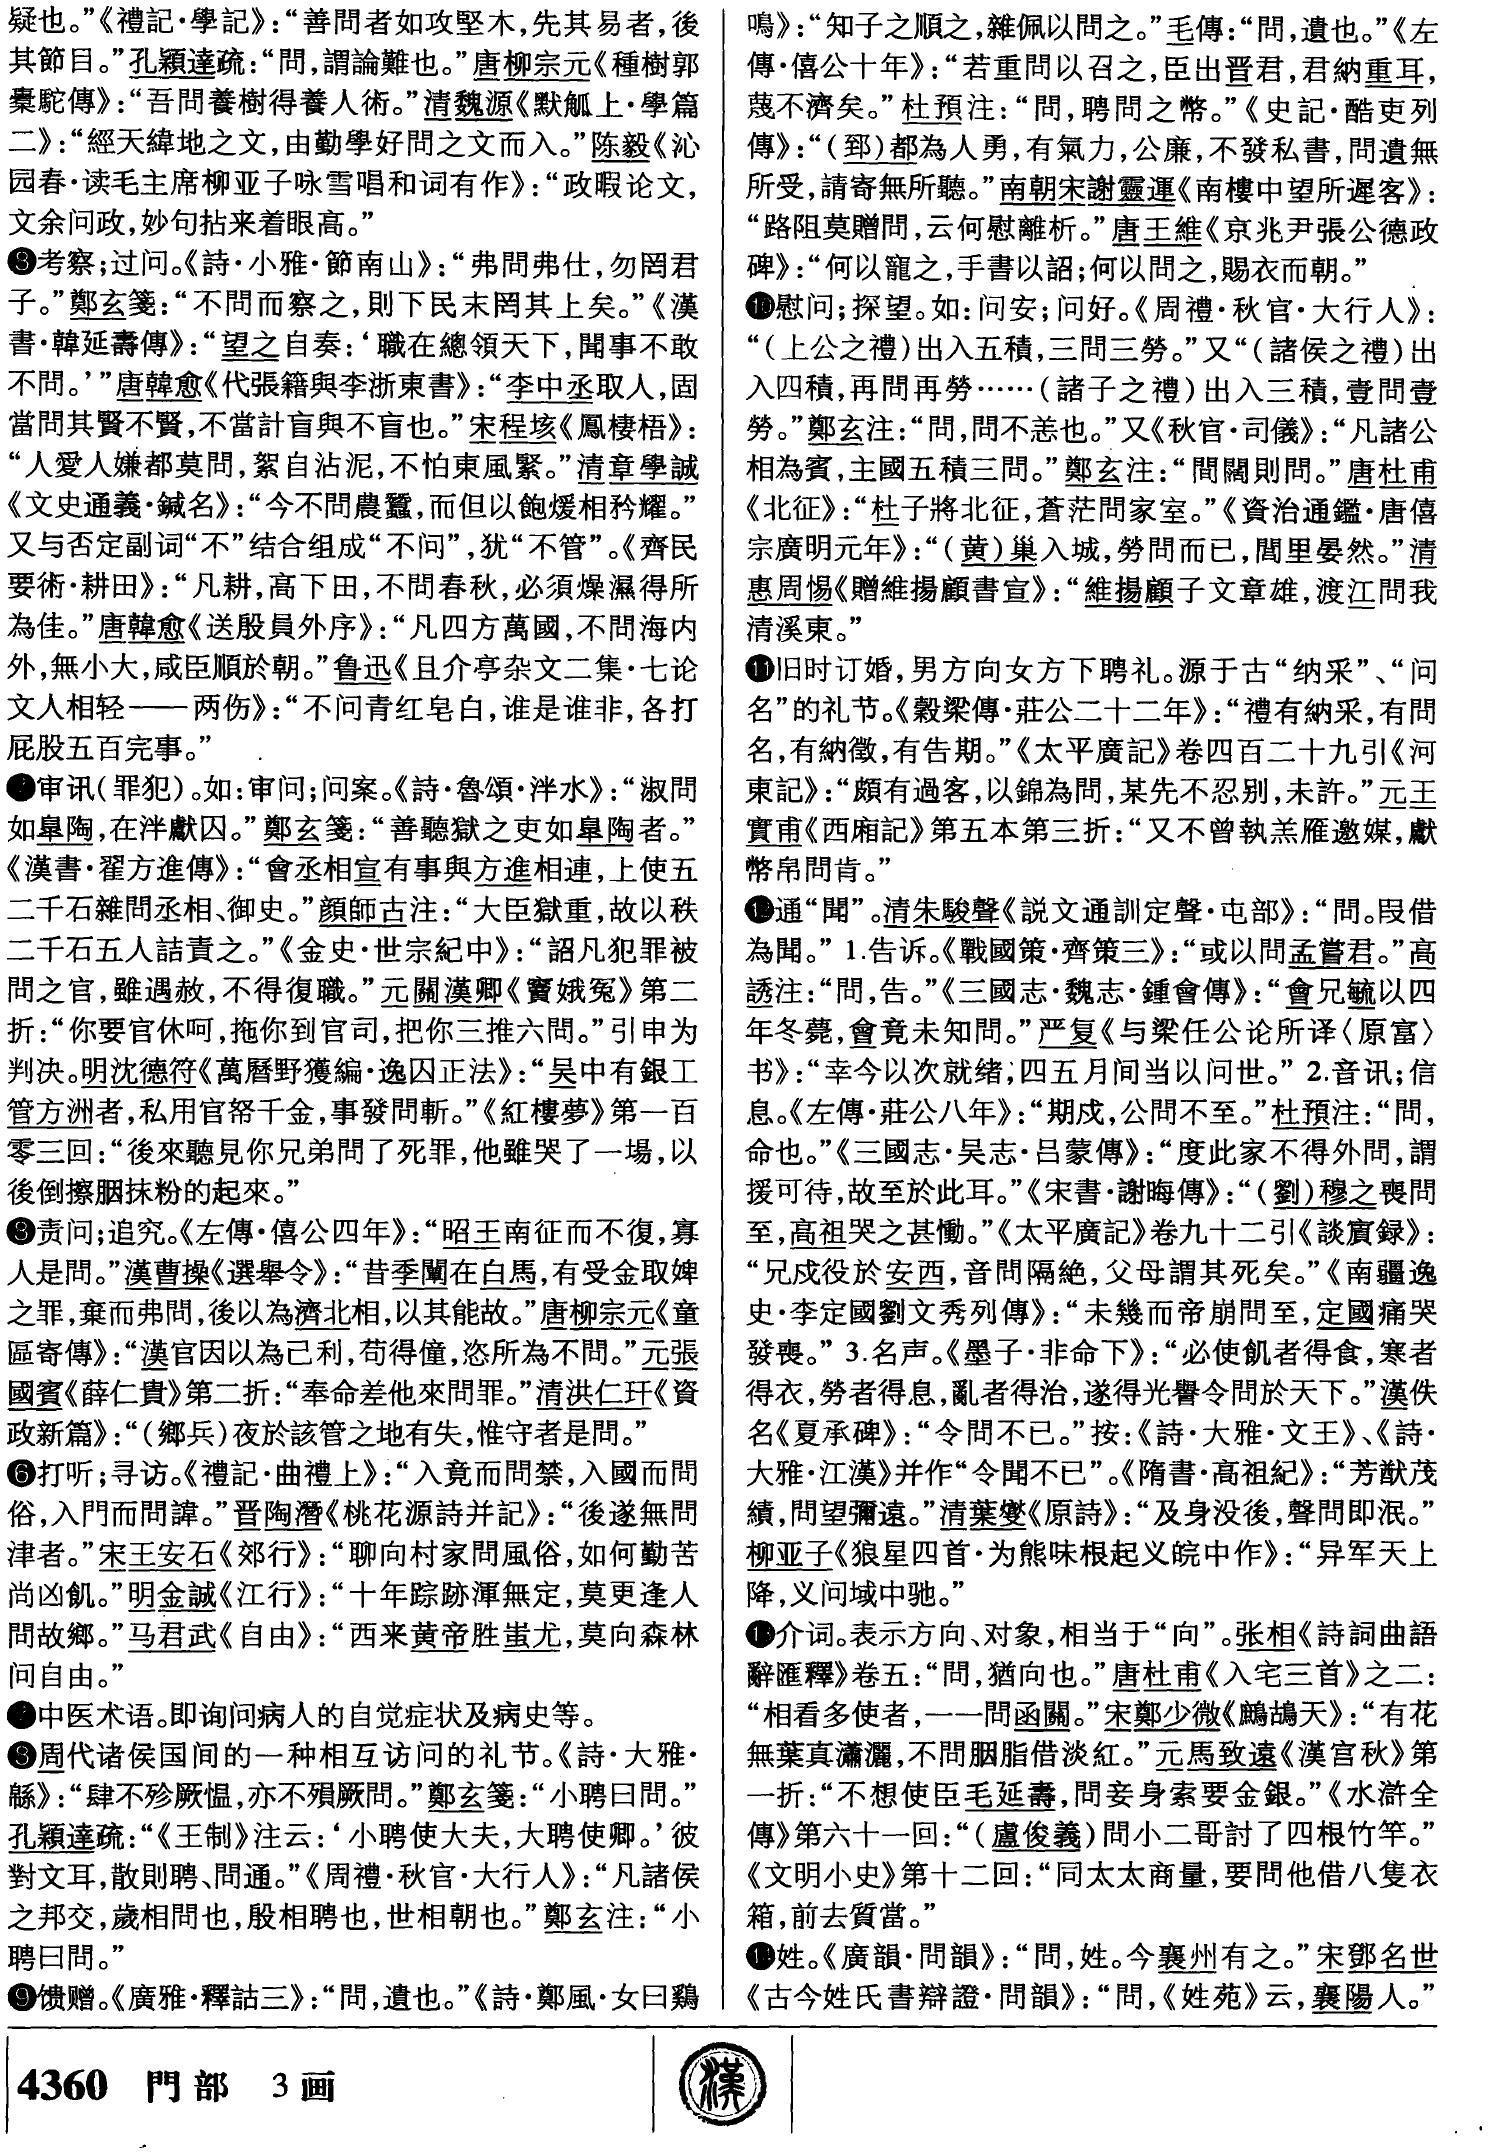 疑也。”《禮記·學記》：“善問者如攻堅木，先其易者，後
其節目。”孔穎達疏：“問，謂論難也。”唐柳宗元《種樹郭
橐駝傳》：“吾問養樹得養人術。”清魏源《默觚上·學篇
二》：“經天緯地之文，由勤學好問之文而入。”陈毅《沁
园春·读毛主席柳亚子咏雪唱和词有作》：“政暇论文，
文余问政，妙句拈来着眼高。”
❸考察；过问。《詩·小雅·節南山》：“弗問弗仕，勿罔君
子。”鄭玄箋：“不問而察之，則下民末罔其上矣。”《漢
書·韓延壽傳》：“望之自奏：‘職在總領天下，聞事不敢
不問。’”唐韓愈《代張籍與李浙東書》：“李中丞取人，固
當問其賢不賢，不當計盲與不盲也。”宋程垓《鳳棲梧》：
“人愛人嫌都莫問，絮自沾泥，不怕東風緊。”清章學誠
《文史通義·鍼名》：“今不問農蠶，而但以飽煖相矜耀。”
又与否定副词“不”结合组成“不问”，犹“不管”。《齊民
要術·耕田》：“凡耕，高下田，不問春秋，必須燥濕得所
為佳。”唐韓愈《送殷員外序》：“凡四方萬國，不問海内
外，無小大，咸臣順於朝。”鲁迅《且介亭杂文二集·七论
文人相轻——两伤》：“不问青红皂白，谁是谁非，各打
屁股五百完事。”
审讯（罪犯）。如：审问；问案。《詩·魯頌·泮水》：“淑問
如皋陶，在泮獻囚。”鄭玄箋：“善聽獄之吏如皋陶者。”
《漢書·翟方進傳》：“會丞相宣有事與方進相連，上使五
二千石雜問丞相、御史。”顔師古注：“大臣獄重，故以秩
二千石五人詰責之。”《金史·世宗紀中》：“詔凡犯罪被
問之官，雖遇赦，不得復職。”元關漢卿《竇娥冤》第二
折：“你要官休呵，拖你到官司，把你三推六問。”引申为
判决。明沈德符《萬曆野獲編·逸囚正法》：“吴中有銀工
管方洲者，私用官帑千金，事發問斬。”《紅樓夢》第一百
零三回：“後來聽見你兄弟問了死罪，他雖哭了一場，以
後倒擦胭抹粉的起來。”
责问；追究。《左傳·僖公四年》：“昭王南征而不復，寡
人是問。”漢曹操《選舉令》：“昔季闡在白馬，有受金取婢
之罪，棄而弗問，後以為濟北相，以其能故。”唐柳宗元《童
區寄傳》：“漢官因以為己利，苟得僮，恣所為不問。”元張
國賓《薛仁貴》第二折：“奉命差他來問罪。”清洪仁玕《資
政新篇》：“（鄉兵）夜於該管之地有失，惟守者是問。”
❻打听；寻访。《禮記·曲禮上》：“入竟而問禁，入國而問
俗，入門而問諱。”晋陶潛《桃花源詩并記》：“後遂無問
津者。”宋王安石《郊行》：“聊向村家問風俗，如何勤苦
尚凶飢。”明金誠《江行》：“十年踪跡渾無定，莫更逢人
問故鄉。”马君武《自由》：“西来黄帝胜蚩尤，莫向森林
问自由。”
中医术语。即询问病人的自觉症状及病史等。
周代诸侯国间的一种相互访问的礼节。《詩·大雅·
緜》：“肆不殄厥愠，亦不殞厥問。”鄭玄箋：“小聘曰問。”
孔穎達疏：“《王制》注云：‘小聘使大夫，大聘使卿。’彼
對文耳，散則聘、問通。”《周禮·秋官·大行人》：“凡諸侯
之邦交，歲相問也，殷相聘也，世相朝也。”鄭玄注：“小
聘曰問。”
❾馈赠。《廣雅·釋詁三》：“問，遺也。”《詩·鄭風·女曰鷄
鳴》：“知子之順之，雜佩以問之。”毛傳：“問，遺也。”《左
傳·僖公十年》：“若重問以召之，臣出晋君，君納重耳，
蔑不濟矣。”杜預注：“問，聘問之幣。”《史記·酷吏列
傳》：“（郅）都為人勇，有氣力，公廉，不發私書，問遺無
所受，請寄無所聽。”南朝宋謝靈運《南樓中望所遲客》：
“路阻莫贈問，云何慰離析。”唐王維《京兆尹張公德政
碑》：“何以寵之，手書以詔；何以問之，賜衣而朝。”
❿慰问；探望。如：问安；问好。《周禮·秋官·大行人》：
“（上公之禮）出入五積，三問三勞。”又“（諸侯之禮）出
入四積，再問再勞……（諸子之禮）出入三積，壹問壹
勞。”鄭玄注：“問，問不恙也。”又《秋官·司儀》：“凡諸公
相為賓，主國五積三問。”鄭玄注：“間闊則問。”唐杜甫
《北征》：“杜子將北征，蒼茫問家室。”《資治通鑑·唐僖
宗廣明元年》：“（黄）巢入城，勞問而已，閭里晏然。”清
惠周惕《贈維揚顧書宣》：“維揚顧子文章雄，渡江問我
清溪東。”
⓫旧时订婚，男方向女方下聘礼。源于古“纳采”、“问
名”的礼节。《穀梁傳·莊公二十二年》：“禮有納采，有問
名，有納徵，有告期。”《太平廣記》卷四百二十九引《河
東記》：“頗有過客，以錦為問，某先不忍别，未許。”元王
實甫《西廂記》第五本第三折：“又不曾執羔雁邀媒，獻
幣帛問肯。”
⓬通“聞”。清朱駿聲《説文通訓定聲·屯部》：“問。叚借
為聞。” 1.告诉。《戰國策·齊策三》：“或以問孟嘗君。”高
誘注：“問，告。”《三國志·魏志·鍾會傳》：“會兄毓以四
年冬薨，會竟未知問。”严复《与梁任公论所译〈原富〉
书》：“幸今以次就绪，四五月间当以问世。” 2.音讯；信
息。《左傳·莊公八年》：“期戍，公問不至。”杜預注：“問，
命也。”《三國志·吴志·吕蒙傳》：“度此家不得外問，謂
援可待，故至於此耳。”《宋書·謝晦傳》：“（劉）穆之喪問
至，高祖哭之甚慟。”《太平廣記》卷九十二引《談賓録》：
“兄戍役於安西，音問隔絶，父母謂其死矣。”《南疆逸
史·李定國劉文秀列傳》：“未幾而帝崩問至，定國痛哭
發喪。” 3.名声。《墨子·非命下》：“必使飢者得食，寒者
得衣，勞者得息，亂者得治，遂得光譽令問於天下。”漢佚
名《夏承碑》：“令問不已。”按：《詩·大雅·文王》、《詩·
大雅·江漢》并作“令聞不已”。《隋書·高祖紀》：“芳猷茂
績，問望彌遠。”清葉燮《原詩》：“及身没後，聲問即泯。”
柳亚子《狼星四首·为熊味根起义皖中作》：“异军天上
降，义问域中驰。”
介词。表示方向、对象，相当于“向”。张相《詩詞曲語
辭匯釋》卷五：“問，猶向也。”唐杜甫《入宅三首》之二：
“相看多使者，一一問函關。”宋鄭少微《鷓鴣天》：“有花
無葉真瀟灑，不問胭脂借淡紅。”元馬致遠《漢宫秋》第
一折：“不想使臣毛延壽，問妾身索要金銀。”《水滸全
傳》第六十一回：“（盧俊義）問小二哥討了四根竹竿。”
《文明小史》第十二回：“同太太商量，要問他借八隻衣
箱，前去質當。”
姓。《廣韻·問韻》：“問，姓。今襄州有之。”宋鄧名世
《古今姓氏書辯證·問韻》：“問，《姓苑》云，襄陽人。”
4360 門部 3画
漢